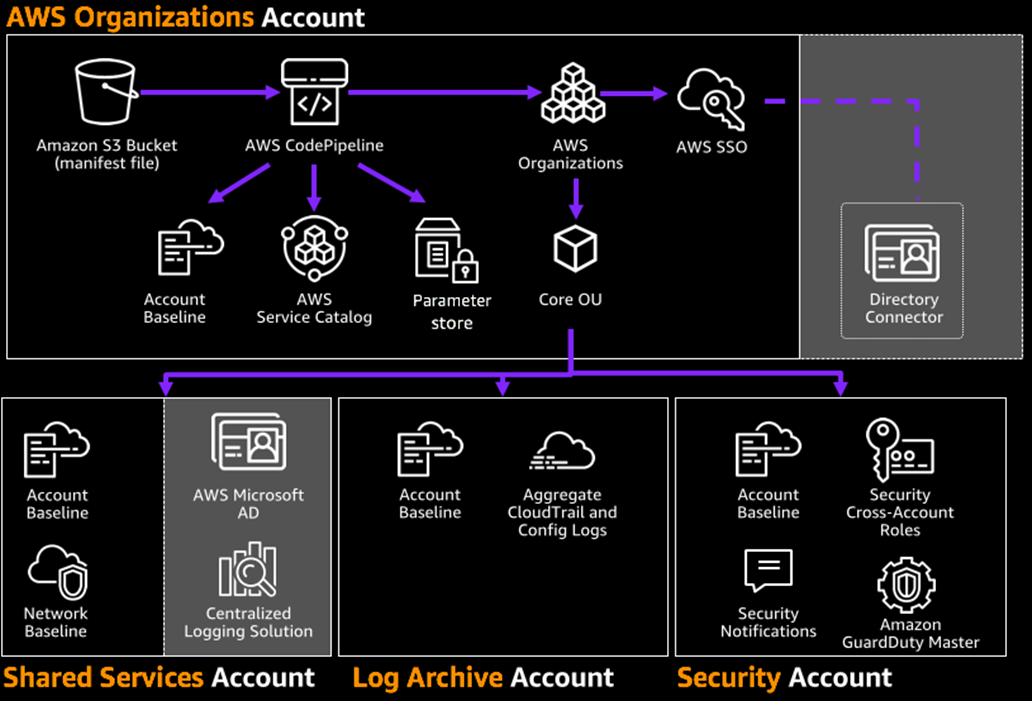 AWS Organizations Account
Amazon S3 Bucket
(manifest file)
AWS CodePipeline
AWS
Organizations
AWS SSO
Account
Baseline
AWS
Service Catalog
Parameter
store
Core OU
Directory
Connector
Account
Baseline
AWS Microsoft
AD
Network
Baseline
Centralized
Logging Solution
Shared Services Account
Account
Baseline
Aggregate
CloudTrail and
Config Logs
Log Archive Account
Account
Baseline
Security
Cross-Account
Roles
Security
Notifications
Amazon
GuardDuty Master
Security Account